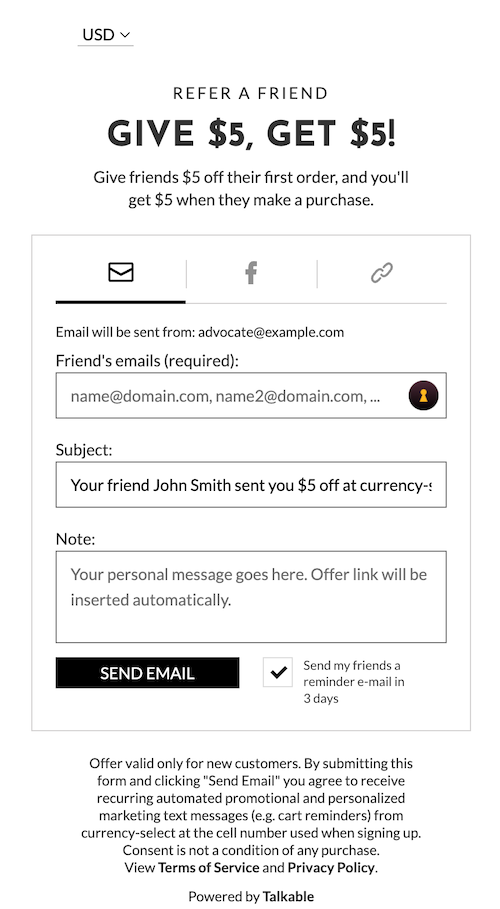 USD
REFER A FRIEND
GIVE $5, GET $5!
Give friends $5 off their first order, and you'll
get $5 when they make a purchase.
Email will be sent from: advocate@example.com
Friend's emails (required):
name@domain.com, name2@domain.com, ...
Subject:
Your friend John Smith sent you $5 off at currency-s
Note:
Your personal message goes here. Offer link will be
inserted automatically.
SEND EMAIL
Send my friends a
reminder e-mail in
3 days
Offer valid only for new customers. By submitting this
form and clicking "Send Email" you agree to receive
recurring automated promotional and personalized
marketing text messages (e.g. cart reminders) from
currency-select at the cell number used when signing up.
Consent is not a condition of any purchase.
View Terms of Service and Privacy Policy.
Powered by Talkable